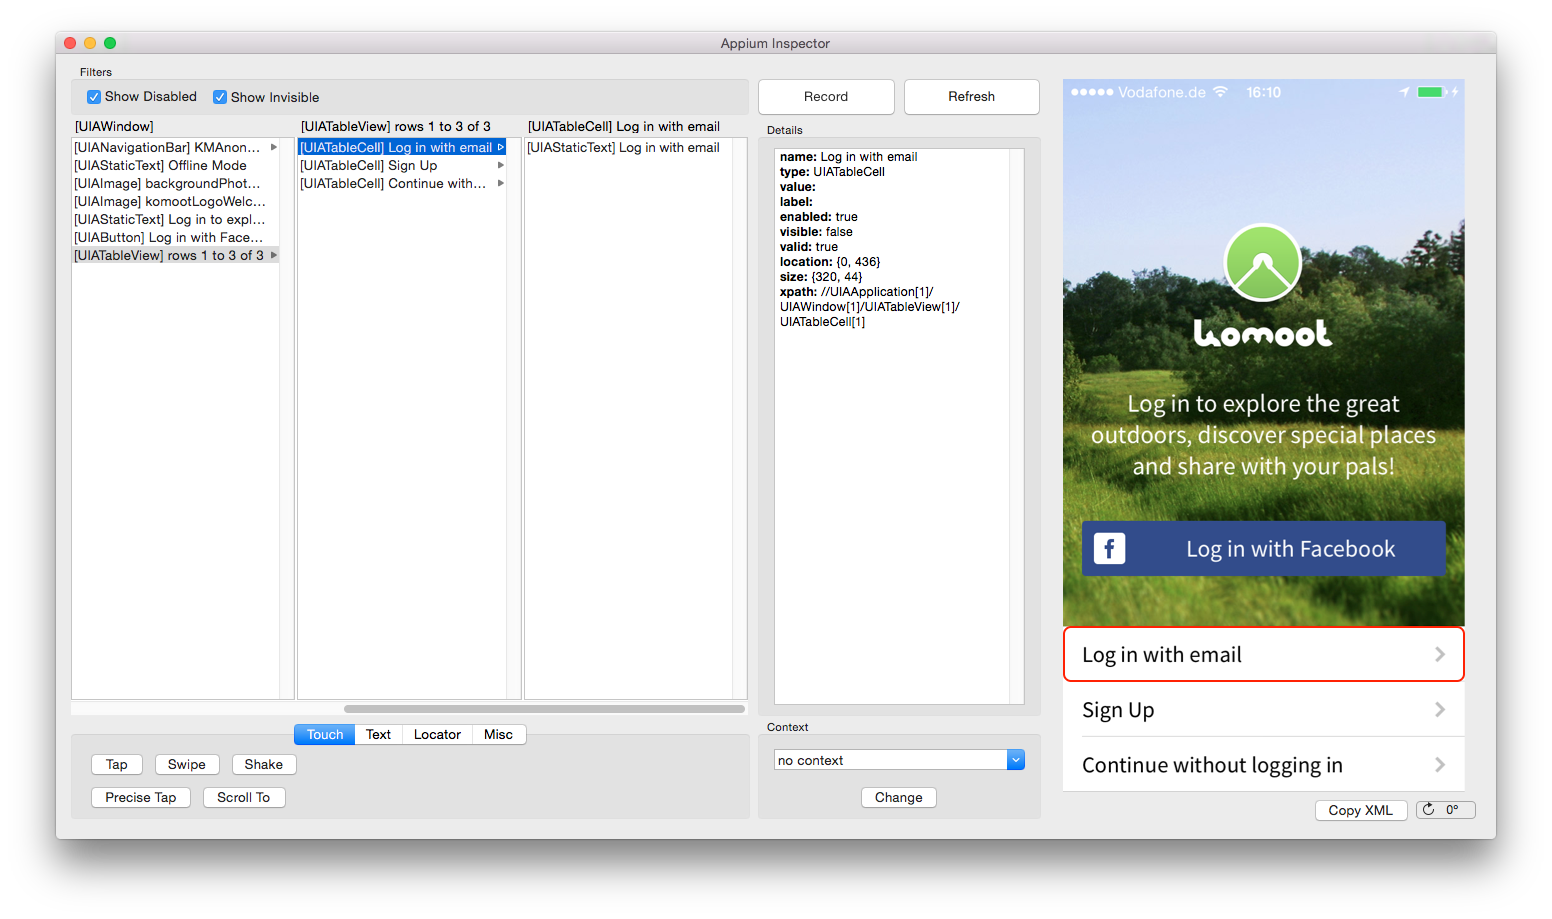 Appium Inspector
Filters
Show Disabled
Show Invisible
Record
Refresh
[UIAWindow]
[UIANavigationBar] KMAnon...
[UIAStaticText] Offline Mode
[UIAImage] backgroundPhot...
[UIAImage] komootLogoWelc...
[UIAStaticText] Log in to expl...
[UIAButton] Log in with Face...
[UIATableView] rows 1 to 3 of 3
[UIATableView] rows 1 to 3 of 3
[UIATableCell] Log in with email
[UIATableCell] Sign Up
[UIATableCell] Continue with...
[UIATableCell] Log in with email
[UIAStaticText] Log in with email
Details
name: Log in with email
type: UIATableCell
value:
label:
enabled: true
visible: false
valid: true
location: {0, 436}
size: {320, 44}
xpath: //UIAApplication[1]/
UIAWindow[1]/UIATableView[1]/
UIATableCell[1]
Touch
Text
Locator
Misc
Tap
Swipe
Shake
Precise Tap
Scroll To
Context
no context
Change
Vodafone.de
16:10
komoot
Log in to explore the great
outdoors, discover special places
and share with your pals!
f
Log in with Facebook
Log in with email
Sign Up
Continue without logging in
Copy XML
0°